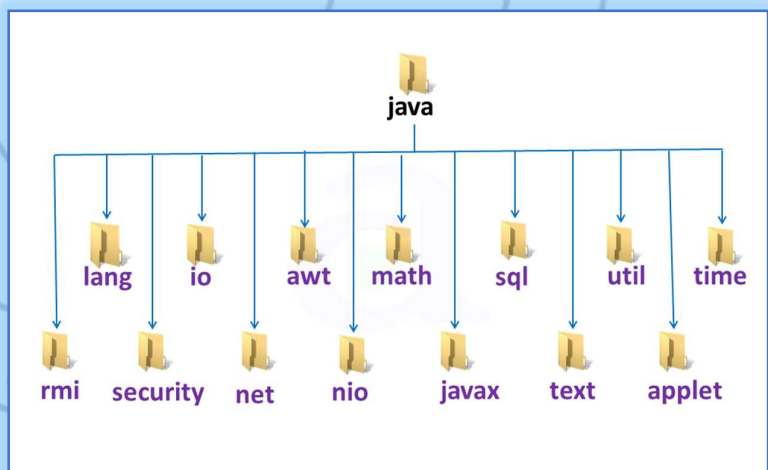 java
lang io awt math sql util time
rmi security net nio javax text applet